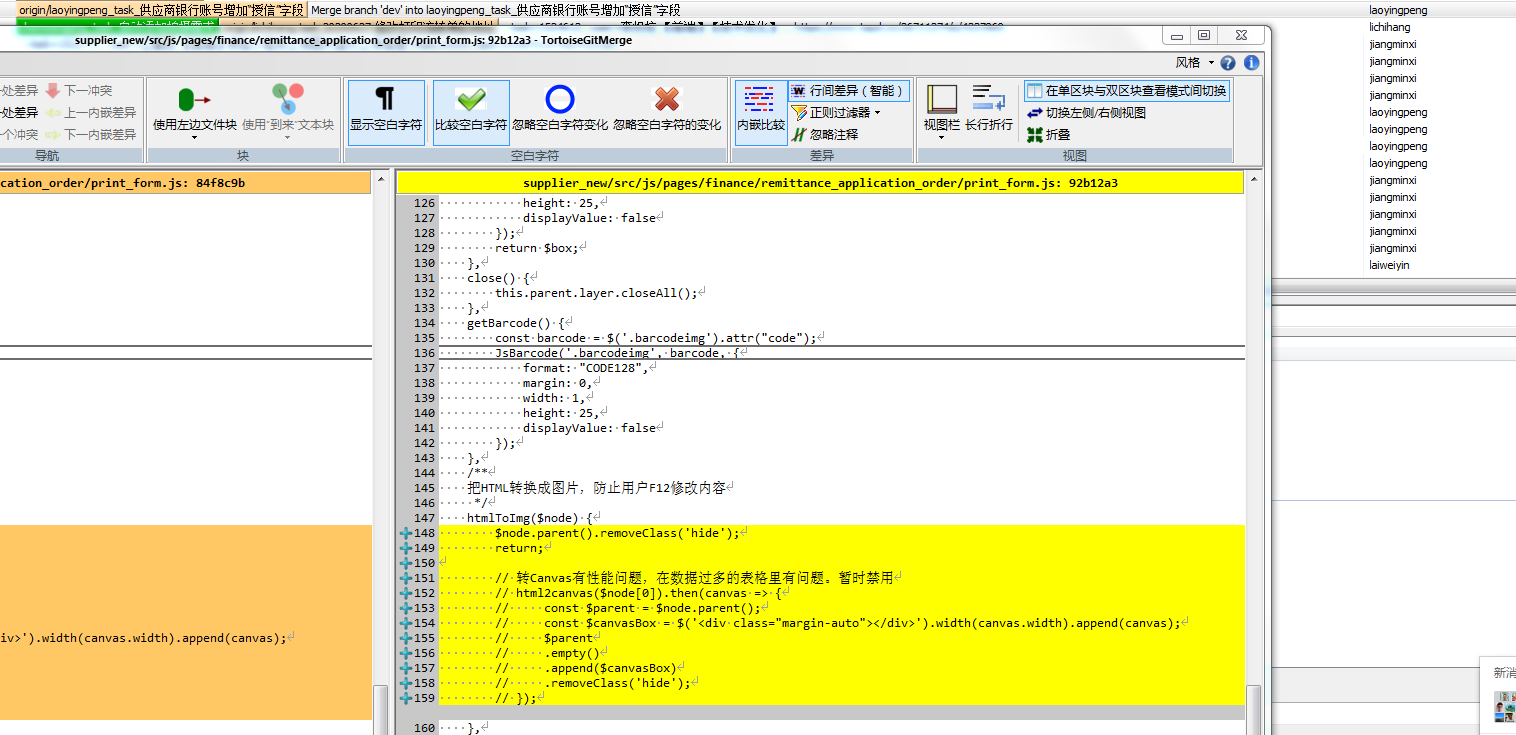 origin/laoyingpeng_task_供应商银行账号增加"授信"字段 Merge branch 'dev' into laoyingpeng_task_供应商银行账号增加"授信"字段 laoyingpeng
lichihang
supplier_new/src/js/pages/finance/remittance_application_order/print_form.js: 92b12a3 - TortoiseGitMerge
jiangminxi
jiangminxi
jiangminxi
jiangminxi
laoyingpeng
laoyingpeng
laoyingpeng
laoyingpeng
jiangminxi
jiangminxi
jiangminxi
jiangminxi
jiangminxi
laiweiyin
风格
处差异 下一冲突
处差异 上一内嵌差异
个冲突 下一内嵌差异
导航
使用左边文件块 使用"到来"文本块
块
显示空白字符 比较空白字符 忽略空白字符变化 忽略空白字符的变化
空白字符
内嵌比较 行间差异（智能）
正则过滤器
忽略注释
差异
视图栏 长行折行 在单区块与双区块查看模式间切换
切换左侧/右侧视图
折叠
视图
cation_order/print_form.js: 84f8c9b
iv>').width(canvas.width).append(canvas);
supplier_new/src/js/pages/finance/remittance_application_order/print_form.js: 92b12a3
126 height: 25,
127 displayValue: false
128 });
129 return $box;
130 },
131 close() {
132 this.parent.layer.closeAll();
133 },
134 getBarcode() {
135 const barcode = $('.barcodeimg').attr("code");
136 JsBarcode('.barcodeimg', barcode, {
137 format: "CODE128",
138 margin: 0,
139 width: 1,
140 height: 25,
141 displayValue: false
142 });
143 },
144 /**
145 把HTML转换成图片，防止用户F12修改内容
146 */
147 htmlToImg($node) {
148 $node.parent().removeClass('hide');
149 return;
150
151 // 转Canvas有性能问题，在数据过多的表格里有问题。暂时禁用
152 // html2canvas($node[0]).then(canvas => {
153 // const $parent = $node.parent();
154 // const $canvasBox = $('<div class="margin-auto"></div>').width(canvas.width).append(canvas);
155 // $parent
156 // .empty()
157 // .append($canvasBox)
158 // .removeClass('hide');
159 // });
160 },
新消